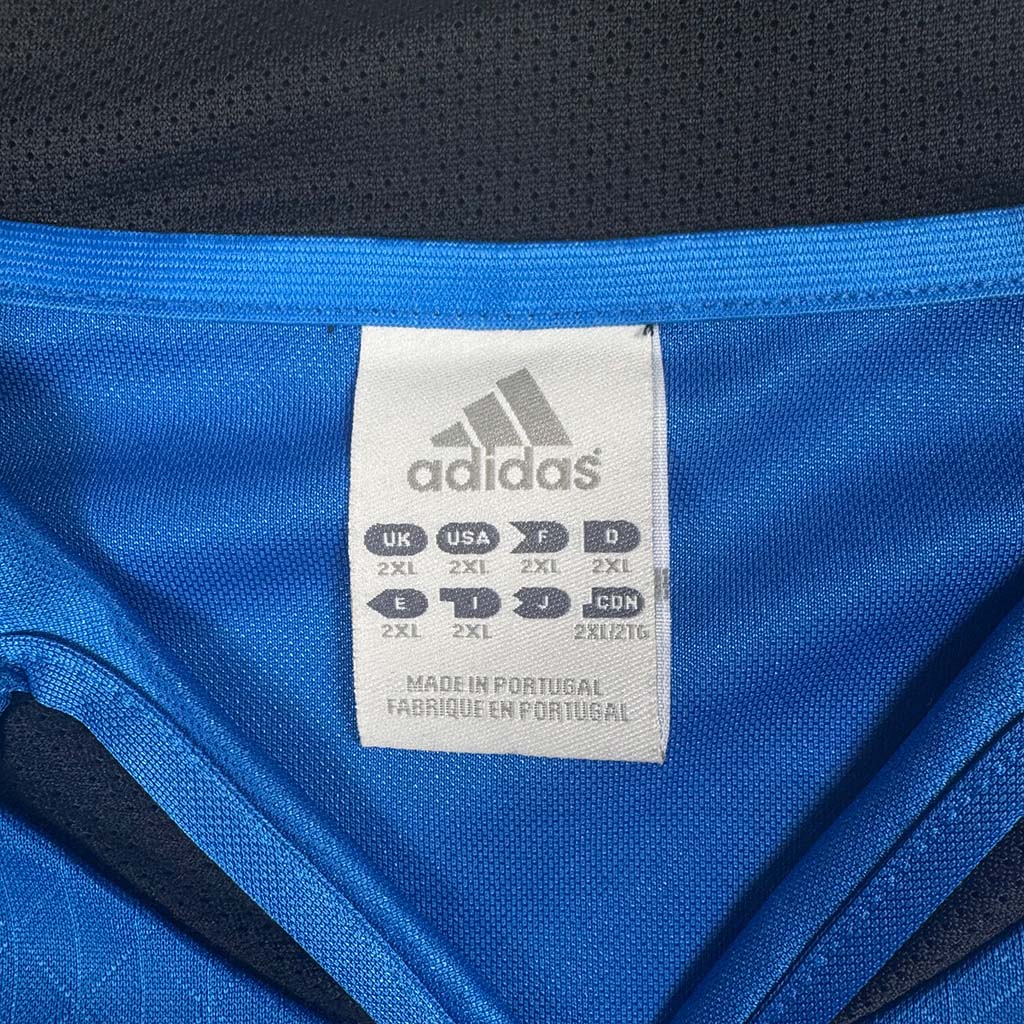 adidas
UK USA F D
2XL 2XL 2XL 2XL
E I J CDN
2XL 2XL 2XL/2TG
MADE IN PORTUGAL
FABRIQUE EN PORTUGAL